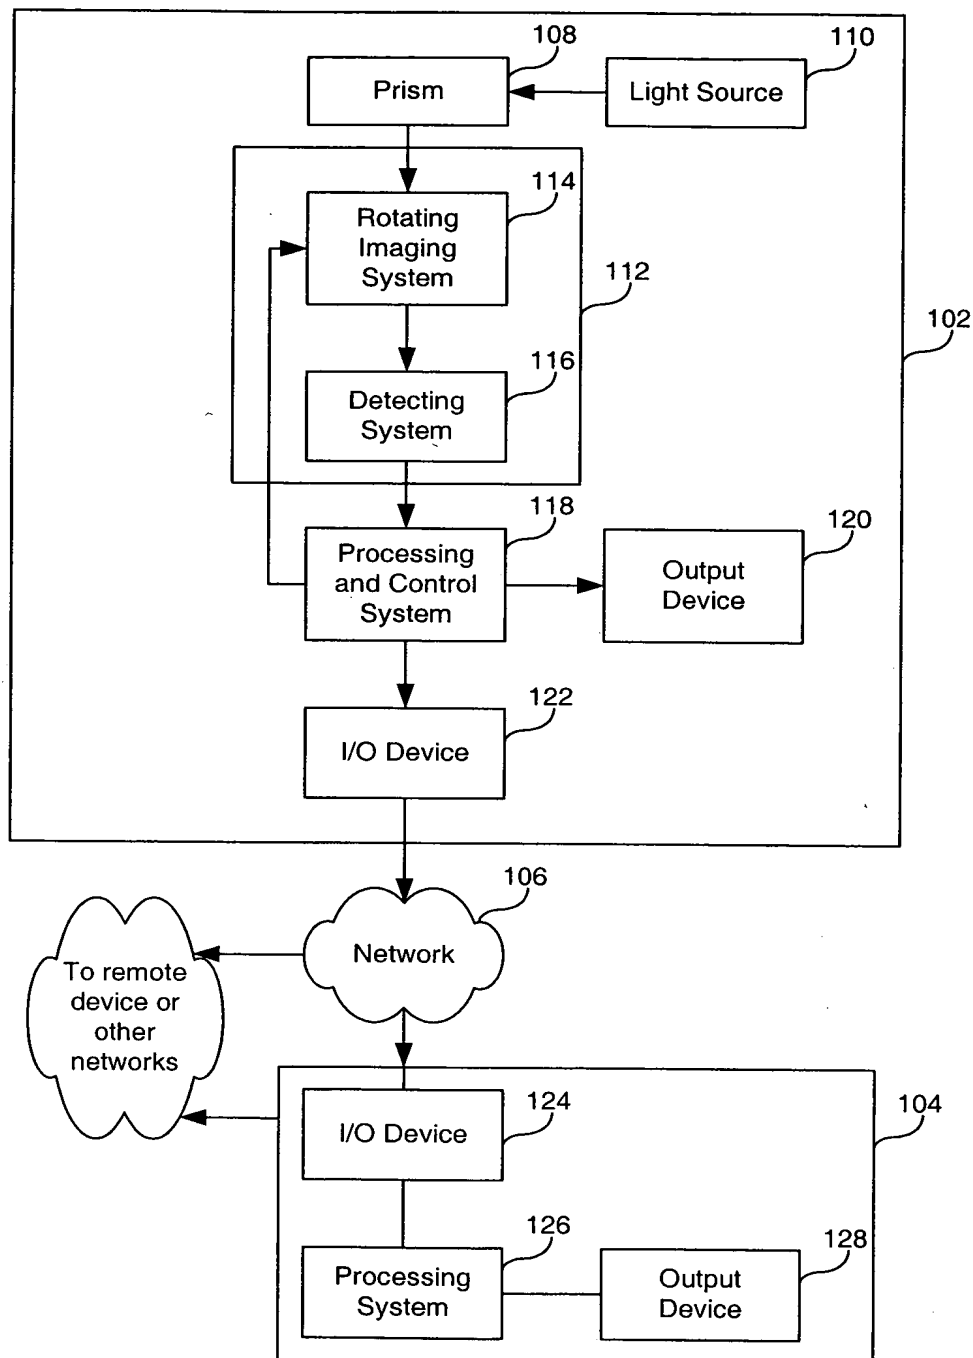 108
110
Prism
Light Source
114
Rotating
Imaging
System
112
102
116
Detecting
System
118
120
Processing
and Control
System
Output
Device
122
I/O Device
106
Network
To remote
device or
other
networks
124
104
I/O Device
126
128
Processing
System
Output
Device